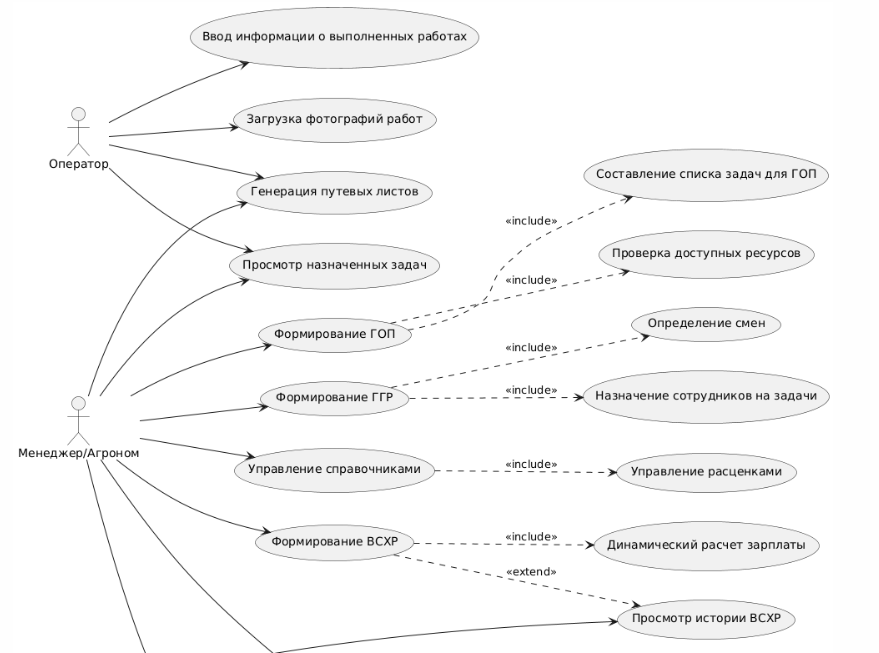 Ввод информации о выполненных работах
Загрузка фотографий работ
Оператор
Составление списка задач для ГОП
Генерация путевых листов
«include»
Проверка доступных ресурсов
Просмотр назначенных задач
«include»
Определение смен
Формирование ГОП
«include»
«include»
Назначение сотрудников на задачи
Формирование ГГР
Менеджер/Агроном
«include»
Управление справочниками
Управление расценками
«include»
Формирование ВСХР
Динамический расчет зарплаты
«extend»
Просмотр истории ВСХР